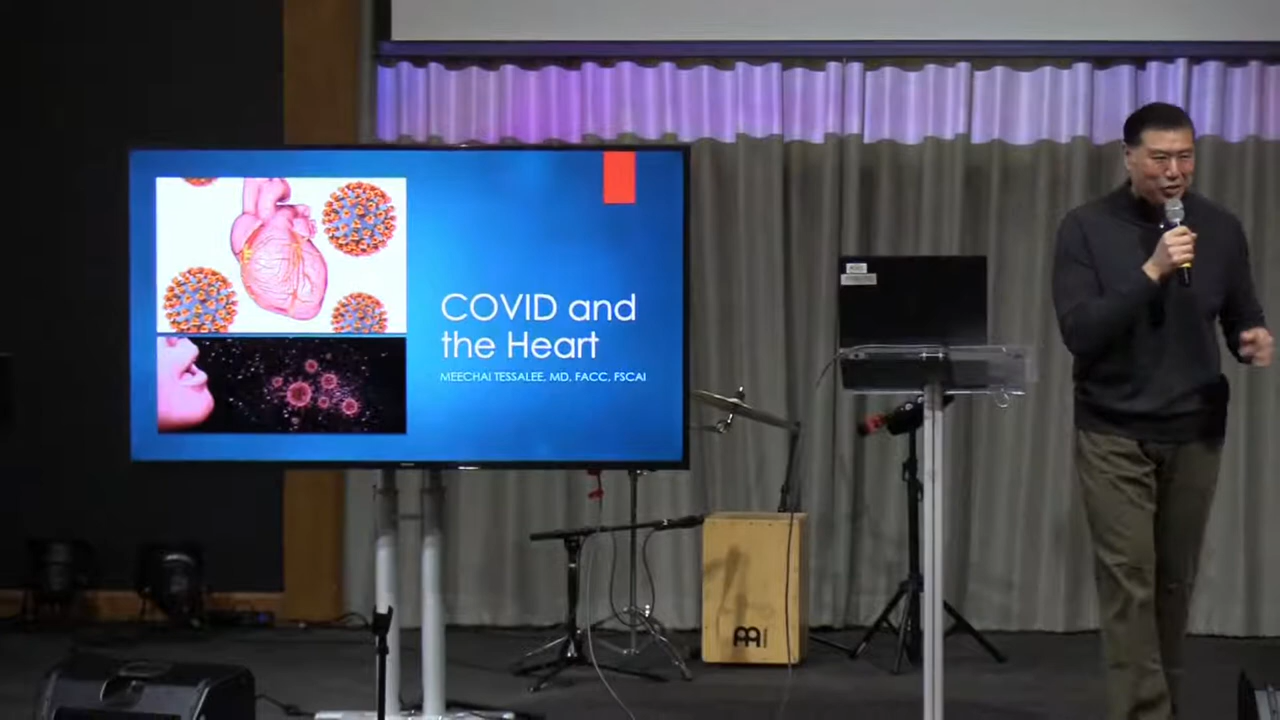 COVID and
the Heart
MEECHAI TESSALEE, MD, FACC, FSCAI